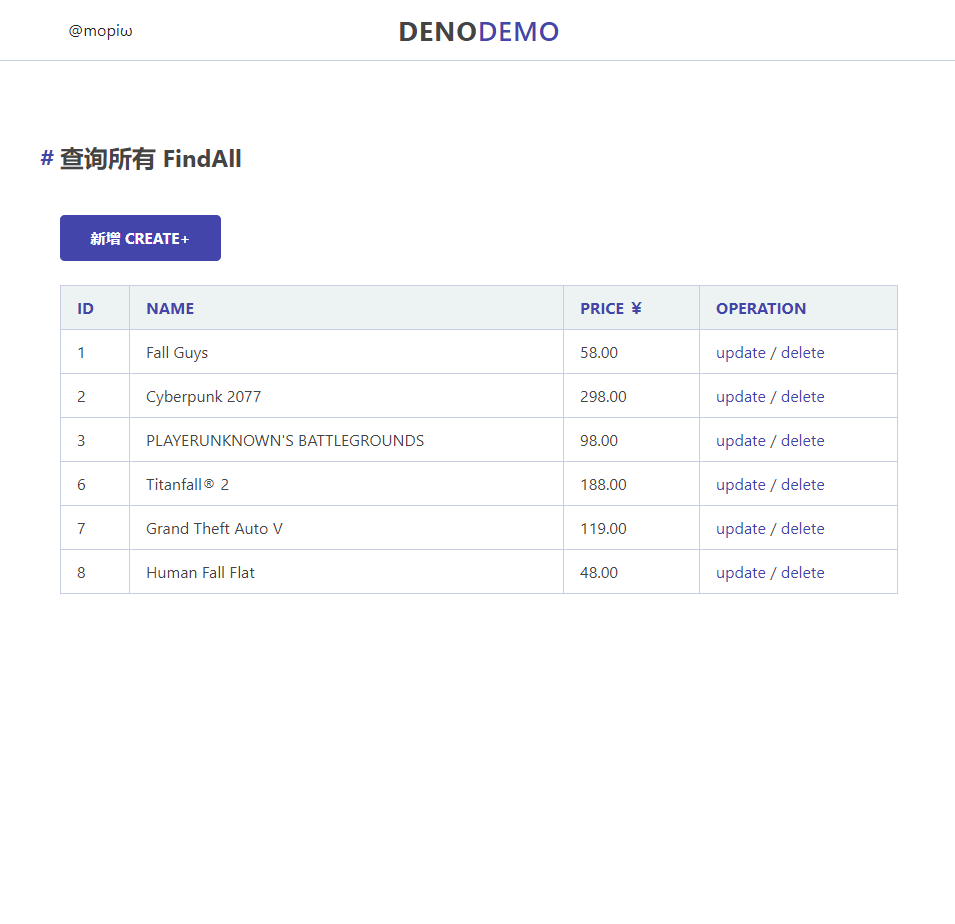 @mopiω DENODEMO
# 查询所有 FindAll
新增 CREATE+
ID NAME PRICE ¥ OPERATION
1 Fall Guys 58.00 update / delete
2 Cyberpunk 2077 298.00 update / delete
3 PLAYERUNKNOWN'S BATTLEGROUNDS 98.00 update / delete
6 Titanfall® 2 188.00 update / delete
7 Grand Theft Auto V 119.00 update / delete
8 Human Fall Flat 48.00 update / delete